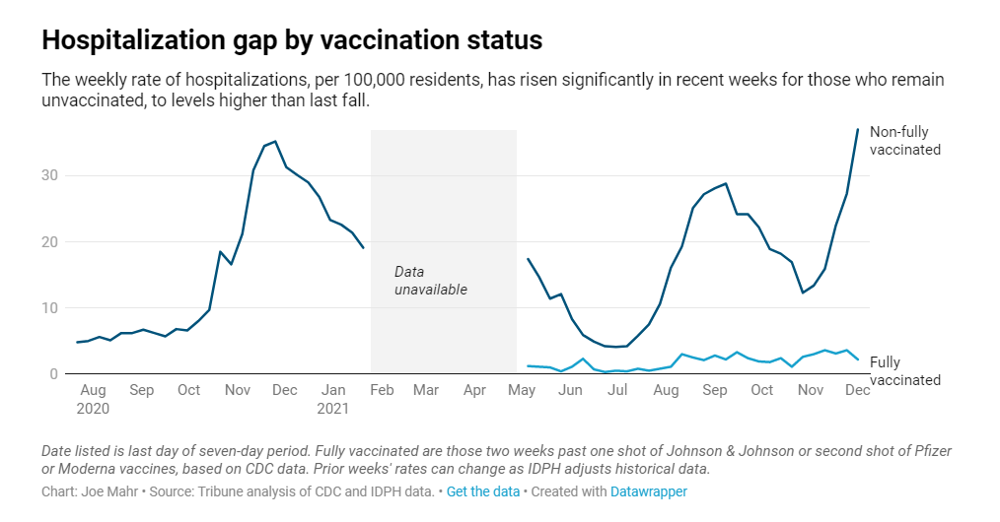 Hospitalization gap by vaccination status
The weekly rate of hospitalizations, per 100,000 residents, has risen significantly in recent weeks for those who remain
unvaccinated, to levels higher than last fall.
Non-fully
vaccinated
30
20
Data
unavailable
10
Fully
vaccinated
0
Aug Sep Oct Nov Dec Jan Feb Mar Apr May Jun Jul Aug Sep Oct Nov Dec
2020 2021
Date listed is last day of seven-day period. Fully vaccinated are those two weeks past one shot of Johnson & Johnson or second shot of Pfizer
or Moderna vaccines, based on CDC data. Prior weeks' rates can change as IDPH adjusts historical data.
Chart: Joe Mahr • Source: Tribune analysis of CDC and IDPH data. • Get the data • Created with Datawrapper